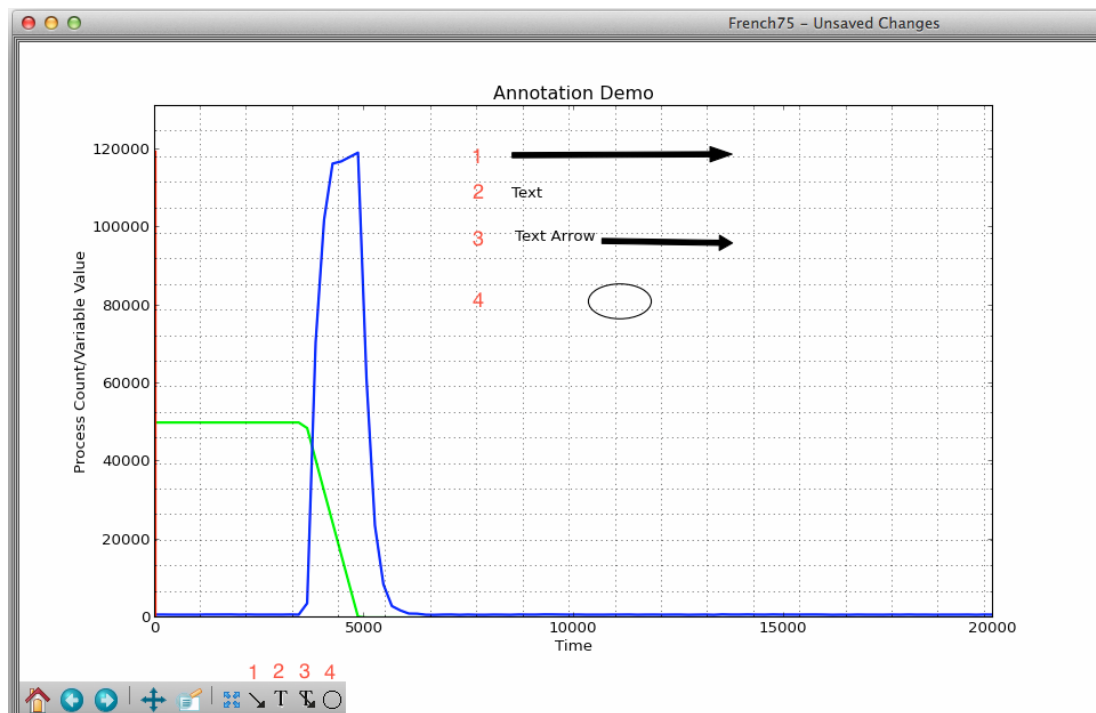 French75 – Unsaved Changes
Annotation Demo
120000
100000
80000
60000
40000
20000
0
Process Count/Variable Value
1
2 Text
3 Text Arrow
4
0 5000 10000 15000 20000
Time
1 2 3 4
T T